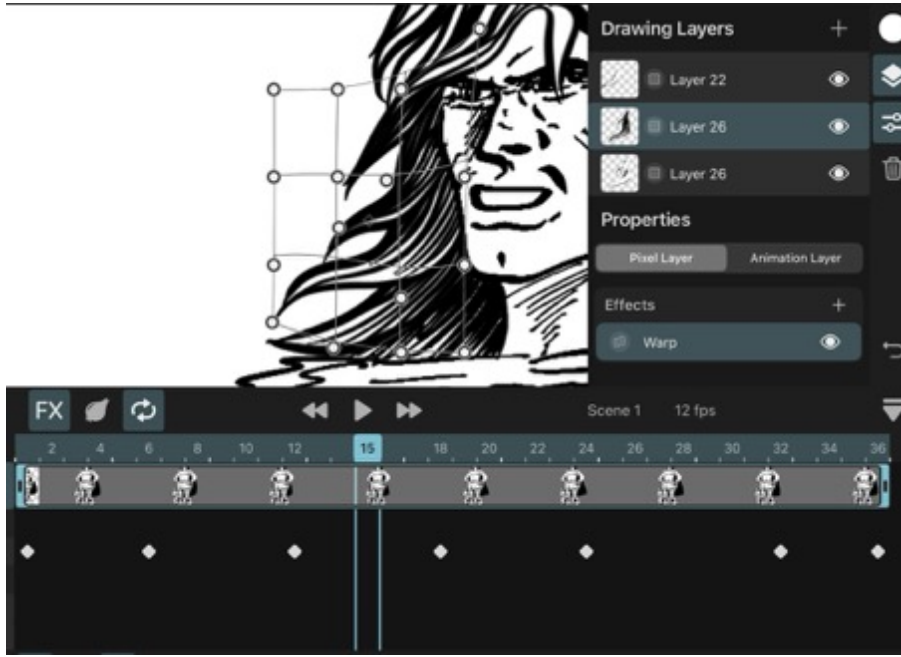 Drawing Layers
Layer 22
Layer 26
Layer 26
Properties
Pixel Layer Animation Layer
Effects
Warp
FX Scene 1 12 fps
2 4 6 8 10 12 15 18 20 22 24 26 28 30 32 34 36